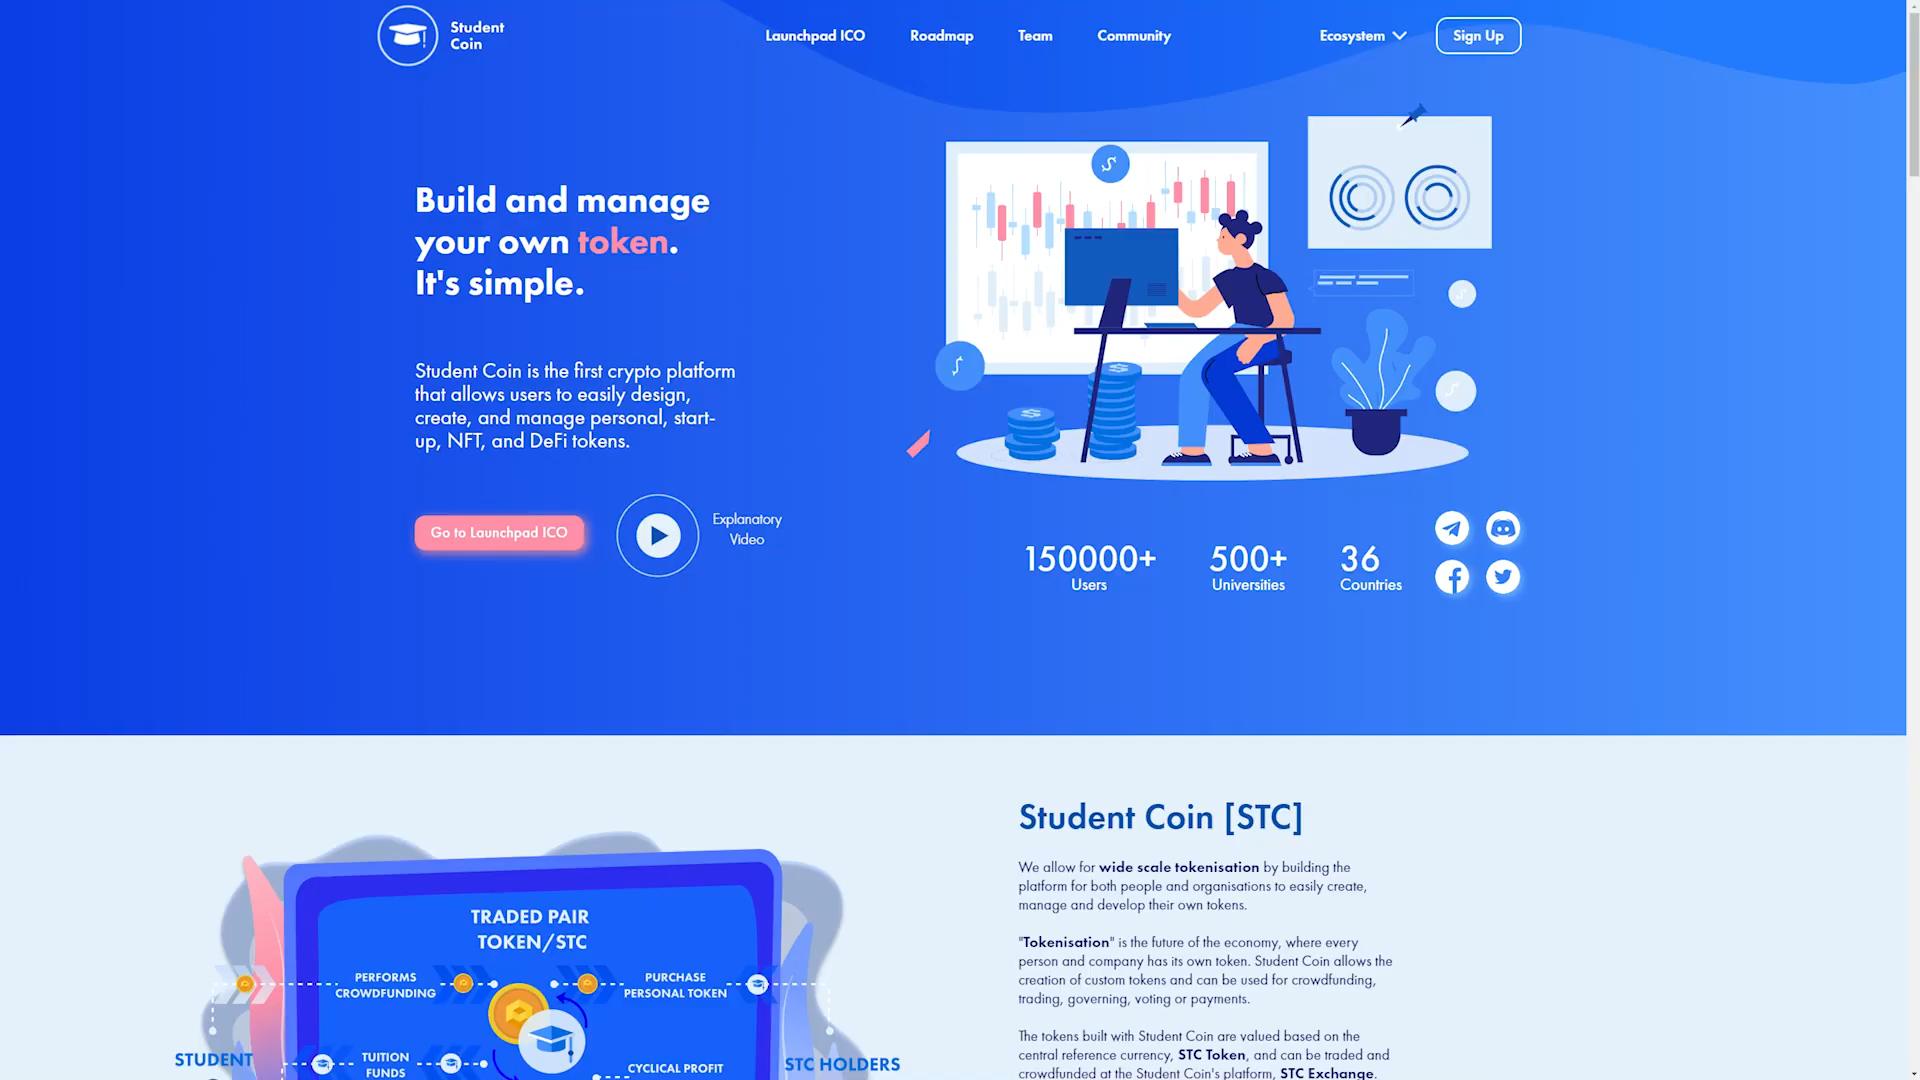 Student
Coin
Launchpad ICO
Roadmap
Team
Community
Ecosystem
Sign Up
Build and manage
your own token.
It's simple.
Student Coin is the first crypto platform
that allows users to easily design,
create, and manage personal, start-
up, NFT, and DeFi tokens.
Go to Launchpad ICO
Explanatory
Video
150000+
Users
500+
Universities
36
Countries
Student Coin [STC]
We allow for wide scale tokenisation by building the
platform for both people and organisations to easily create,
manage and develop their own tokens.
"Tokenisation" is the future of the economy, where every
person and company has its own token. Student Coin allows the
creation of custom tokens and can be used for crowdfunding,
trading, governing, voting or payments.
The tokens built with Student Coin are valued based on the
central reference currency, STC Token, and can be traded and
crowdfunded at the Student Coin's platform, STC Exchange.
TRADED PAIR
TOKEN/STC
PERFORMS
CROWDFUNDING
PURCHASE
PERSONAL TOKEN
STUDENT
TUITION
FUNDS
CYCLICAL PROFIT
STC HOLDERS